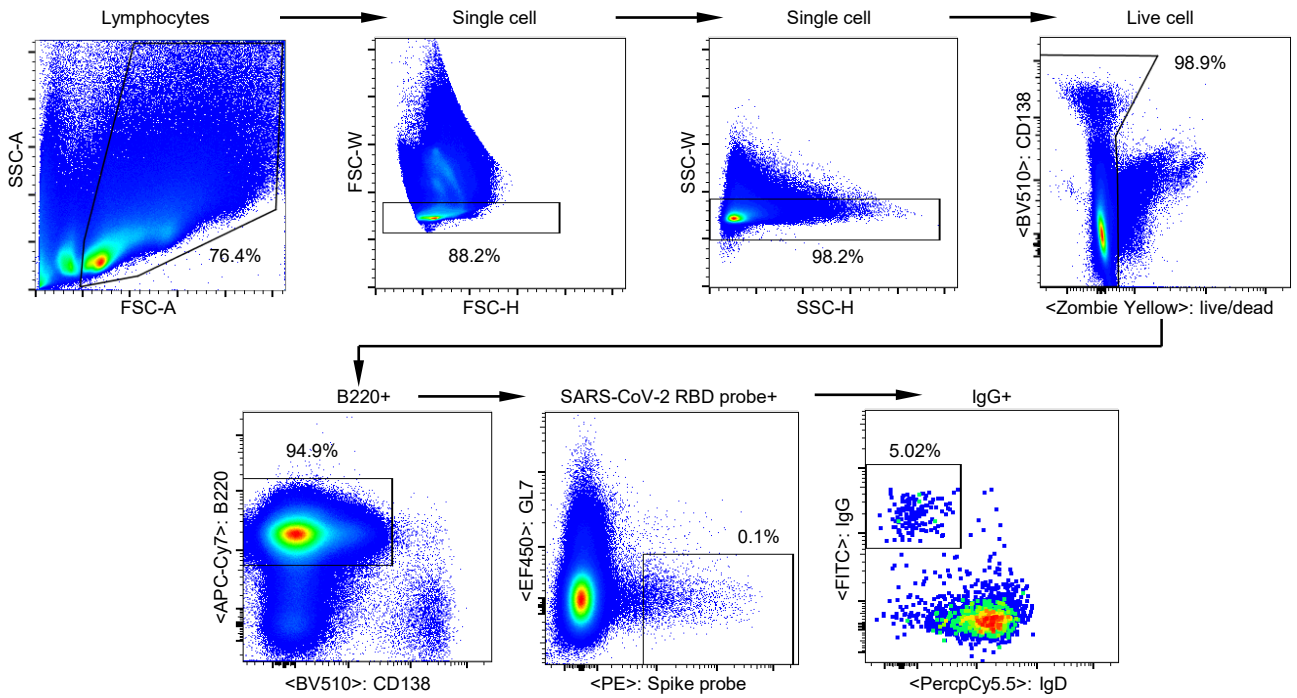 Lymphocytes
Single cell
Single cell
Live cell
SSC-A
76.4%
FSC-A
FSC-W
88.2%
FSC-H
SSC-W
98.2%
SSC-H
<BV510>: CD138
98.9%
<Zombie Yellow>: live/dead
B220+
SARS-CoV-2 RBD probe+
IgG+
<APC-Cy7>: B220
94.9%
<BV510>: CD138
<EF450>: GL7
0.1%
<PE>: Spike probe
<FITC>: IgG
5.02%
<PercpCy5.5>: IgD